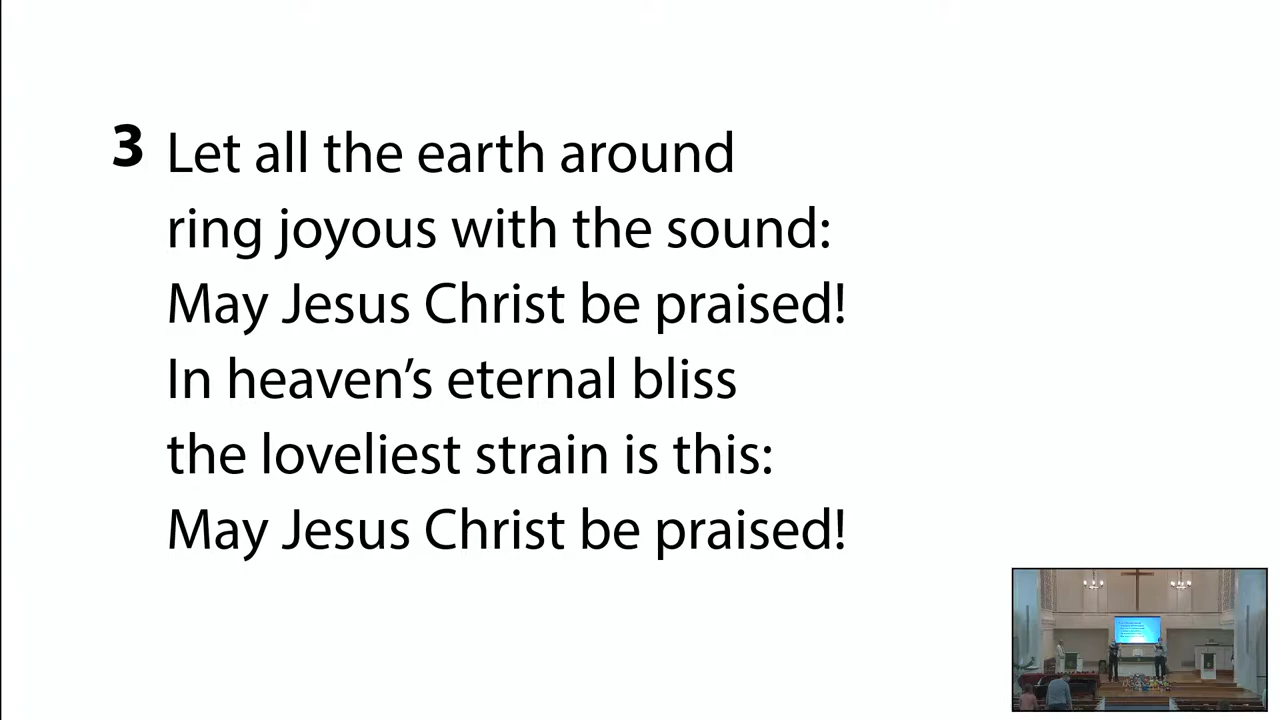 3 Let all the earth around
ring joyous with the sound:
May Jesus Christ be praised!
In heaven’s eternal bliss
the loveliest strain is this:
May Jesus Christ be praised!